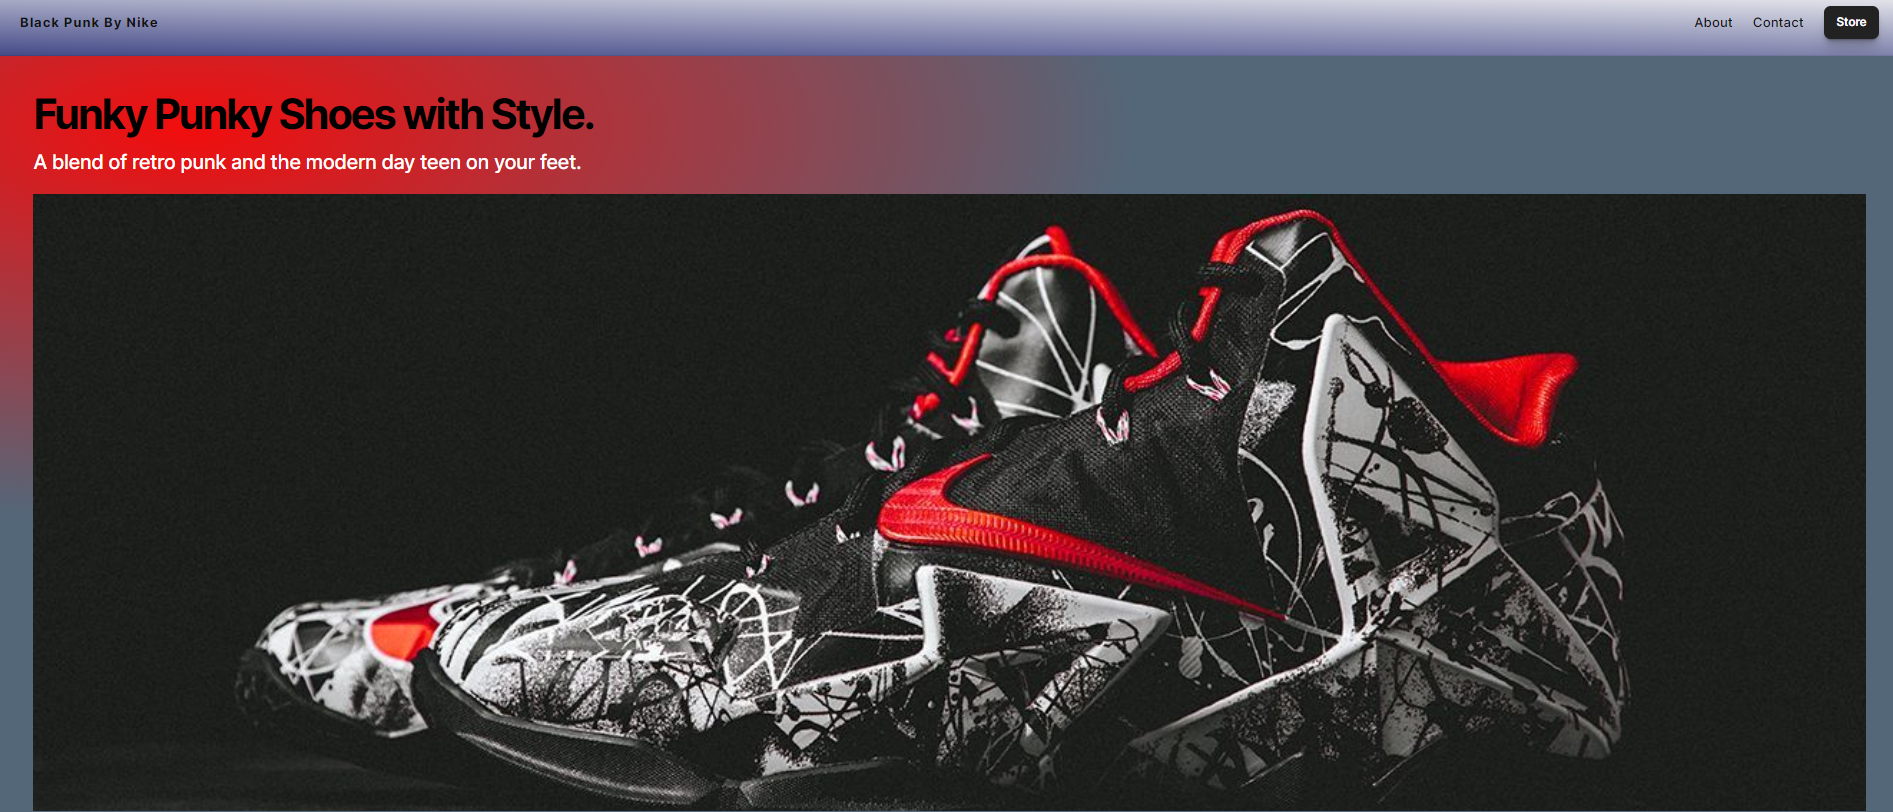 Black Punk By Nike
About Contact Store
Funky Punky Shoes with Style.
A blend of retro punk and the modern day teen on your feet.